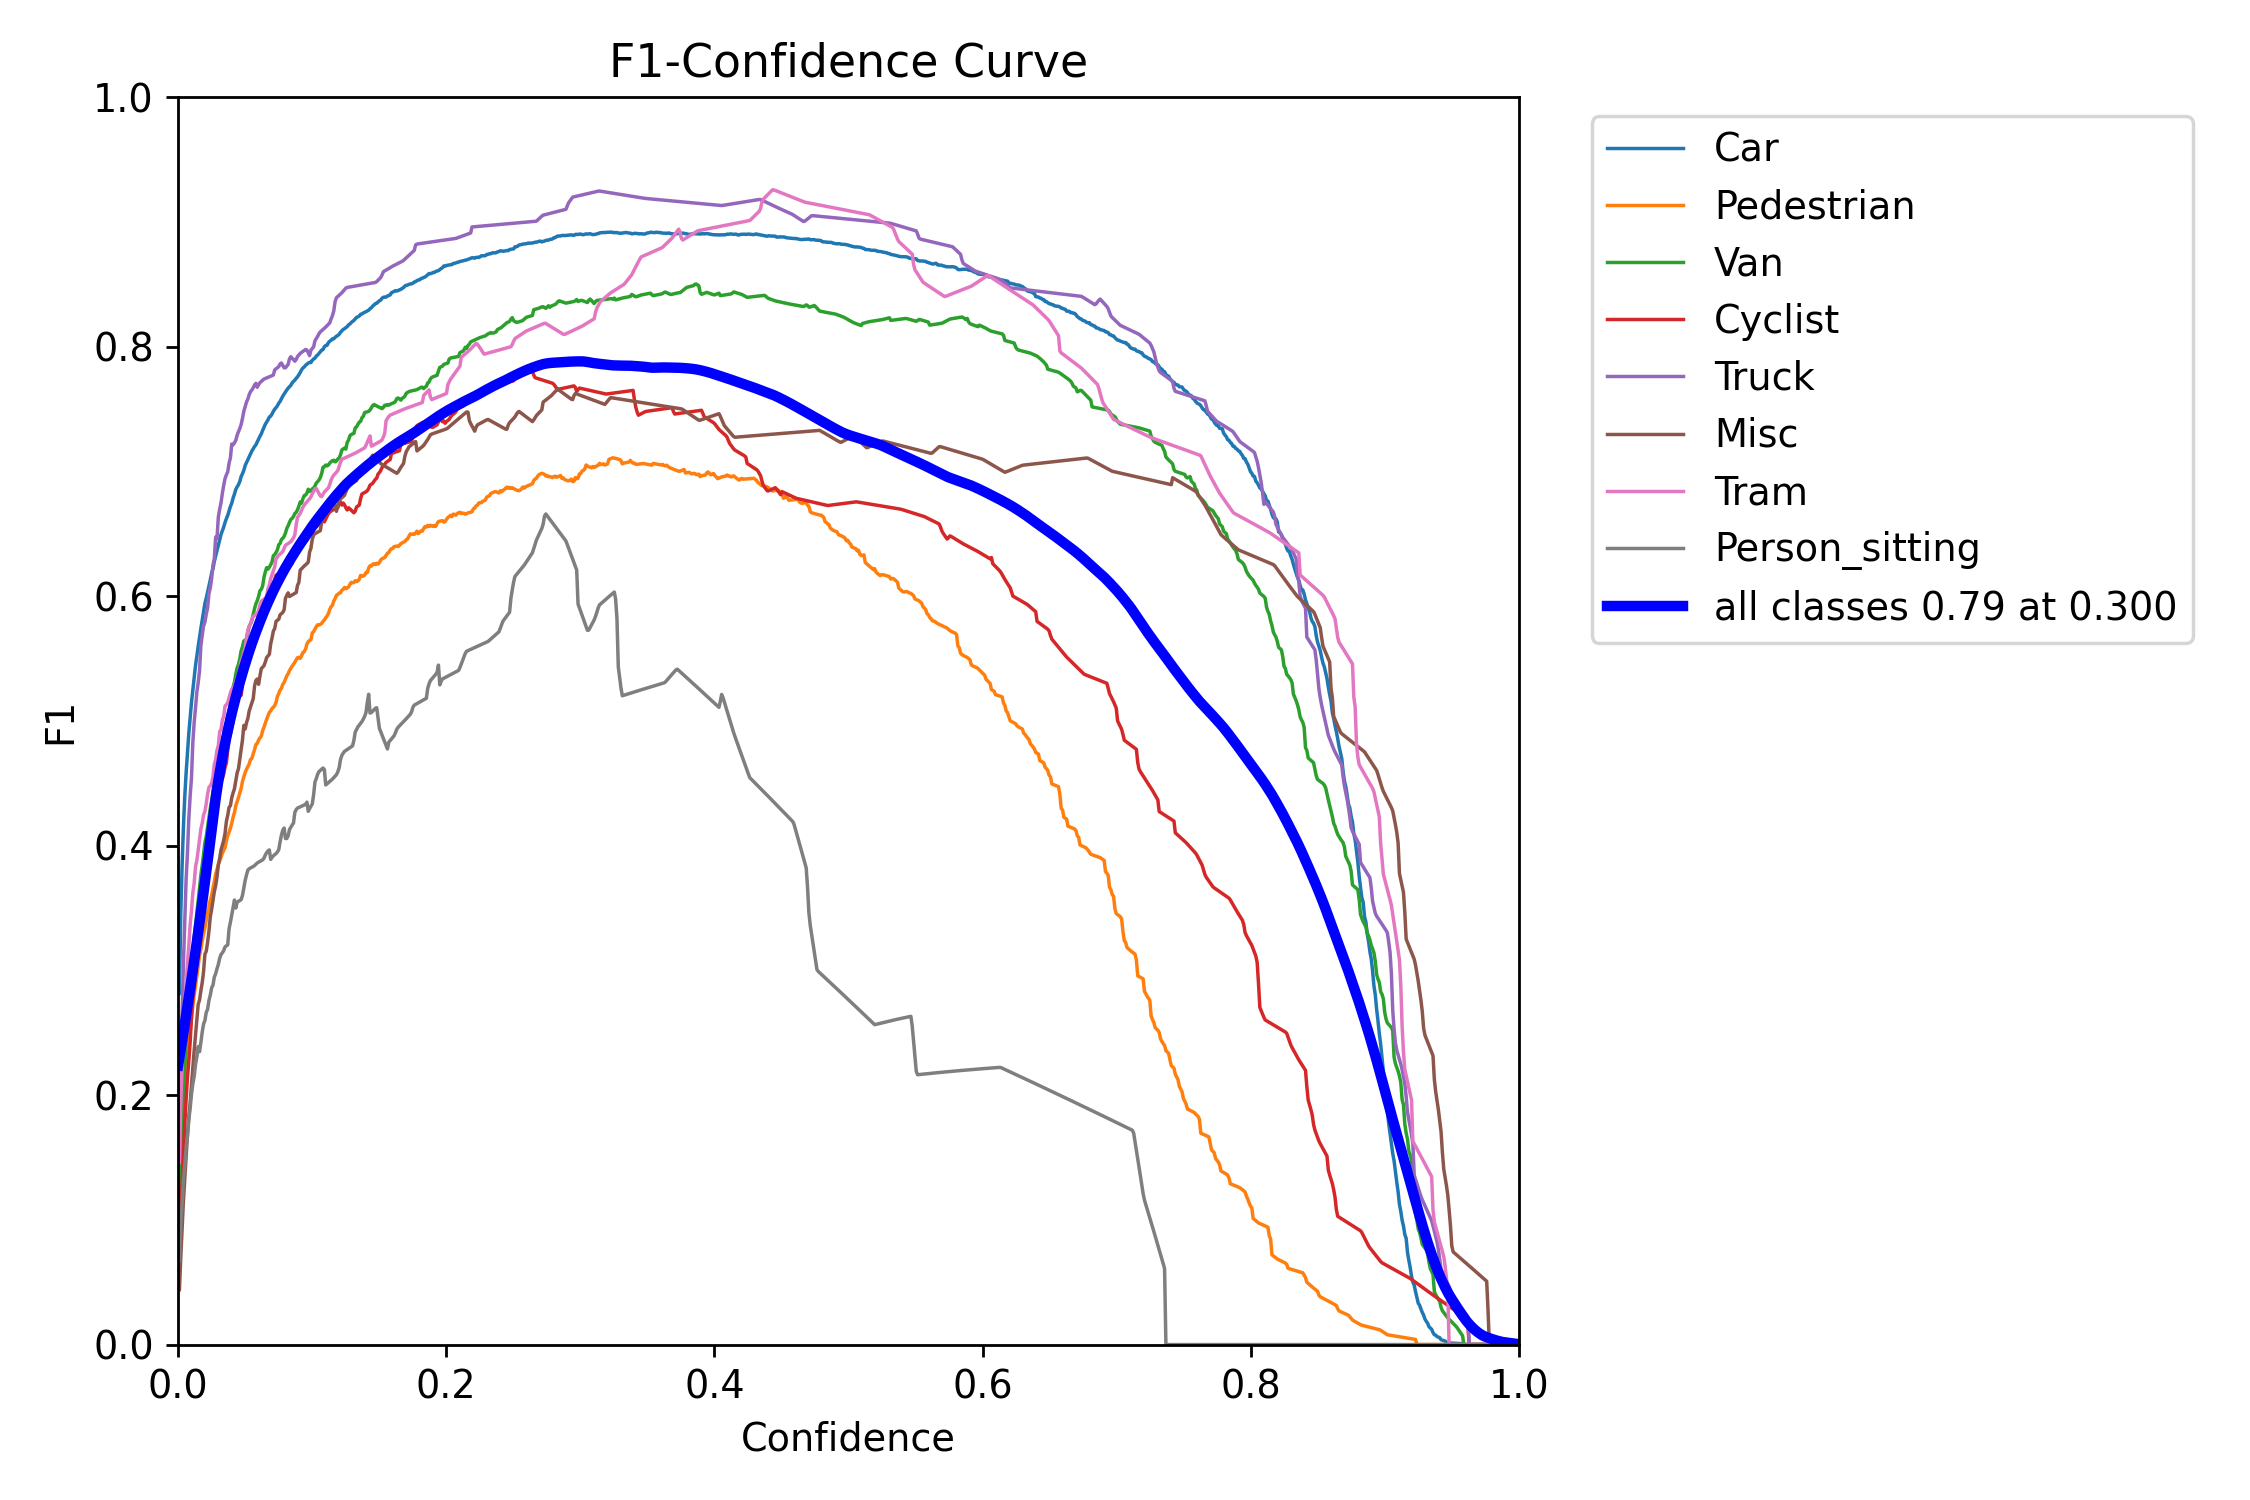 F1-Confidence Curve
1.0
0.8
0.6
0.4
0.2
0.0
F1
0.0 0.2 0.4 0.6 0.8 1.0
Confidence
Car
Pedestrian
Van
Cyclist
Truck
Misc
Tram
Person_sitting
all classes 0.79 at 0.300